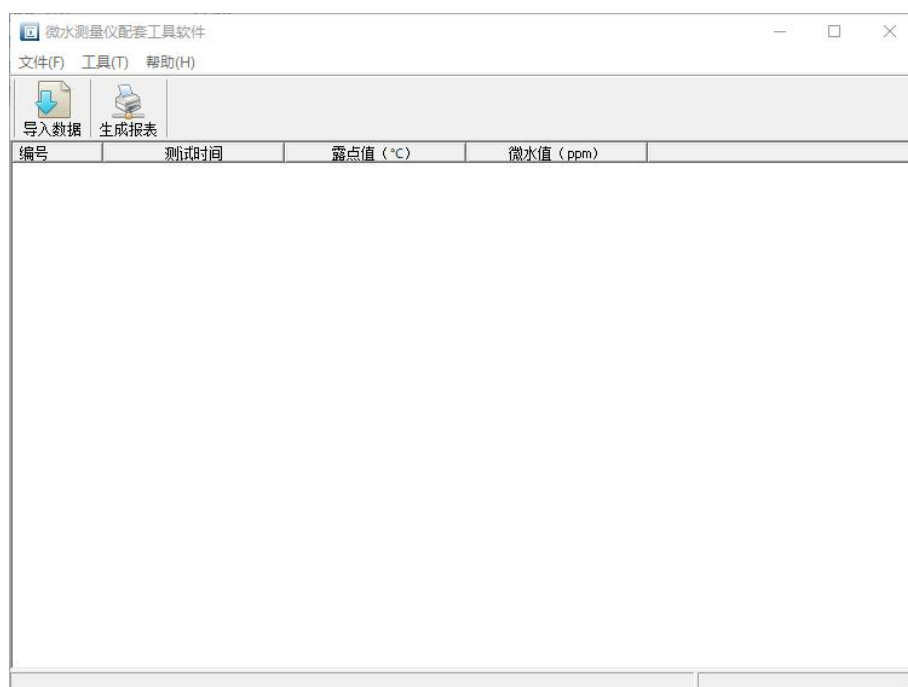 微水测量仪配套工具软件
文件(F) 工具(T) 帮助(H)
导入数据 生成报表
编号 测试时间 露点值（℃） 微水值（ppm）